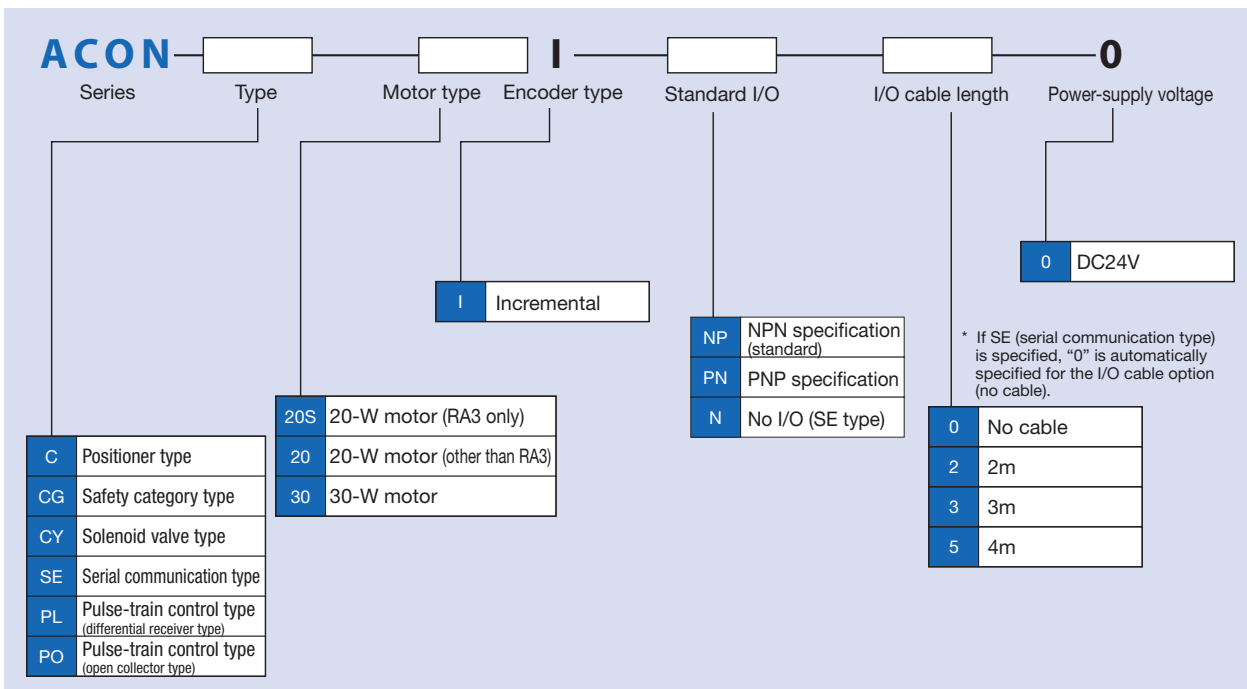 ACON I 0
Series Type Motor type Encoder type Standard I/O I/O cable length Power-supply voltage
0 DC24V
I Incremental
NP NPN specification
(standard)
PN PNP specification
N No I/O (SE type)
* If SE (serial communication type)
is specified, “0” is automatically
specified for the I/O cable option
(no cable).
20S 20-W motor (RA3 only)
20 20-W motor (other than RA3)
30 30-W motor
0 No cable
2 2m
3 3m
5 4m
C Positioner type
CG Safety category type
CY Solenoid valve type
SE Serial communication type
PL Pulse-train control type
(differential receiver type)
PO Pulse-train control type
(open collector type)